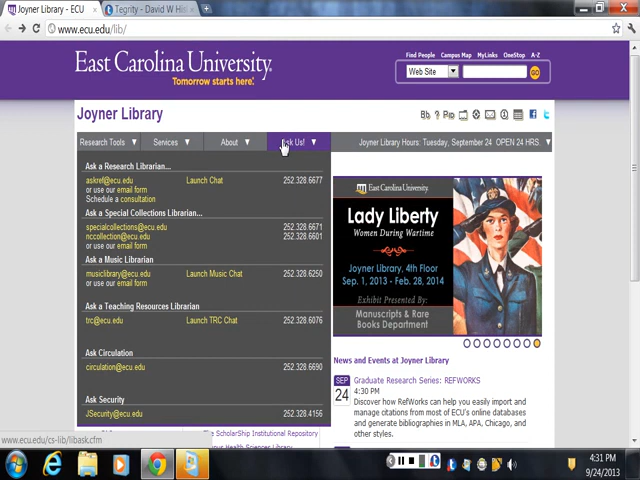 Joyner Library - ECU
Tegrity - David W His
www.ecu.edu/lib/
East Carolina University.
Tomorrow starts here.
Find People Campus Map MyLinks OneStop A-Z
Web Site
GO
Joyner Library
Research Tools
Services
About
Ask Us!
Joyner Library Hours: Tuesday, September 24 OPEN 24 HRS.
Ask a Research Librarian...
askref@ecu.edu Launch Chat 252.328.6677
or use our email form
Schedule a consultation
Ask a Special Collections Librarian...
specialcollections@ecu.edu 252.328.6671
nccollection@ecu.edu 252.328.6601
or use our email form
Ask a Music Librarian
musiclibrary@ecu.edu Launch Music Chat 252.328.6250
or use our email form
Ask a Teaching Resources Librarian
trc@ecu.edu Launch TRC Chat 252.328.6076
Ask Circulation
circulation@ecu.edu 252.328.6690
Ask Security
JSecurity@ecu.edu 252.328.4156
East Carolina University.
Lady Liberty
Women During Wartime
Joyner Library, 4th Floor
Sep. 1, 2013 - Feb. 28, 2014
Exhibit Presented By:
Manuscripts & Rare
Books Department
News and Events at Joyner Library
SEP
24
Graduate Research Series: REFWORKS
4:30 PM
Discover how RefWorks can help you easily import and
manage citations from most of ECU's online databases
and generate bibliographies in MLA, APA, Chicago, and
other styles.
The ScholarShip Institutional Repository
Health Sciences Library
www.ecu.edu/cs-lib/libask.cfm
4:31 PM
9/24/2013